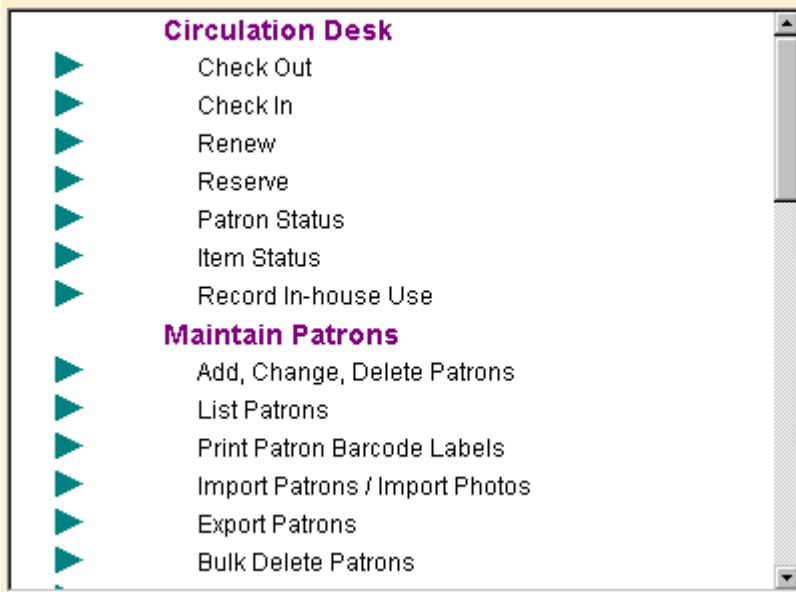 Circulation Desk
Check Out
Check In
Renew
Reserve
Patron Status
Item Status
Record In-house Use
Maintain Patrons
Add, Change, Delete Patrons
List Patrons
Print Patron Barcode Labels
Import Patrons / Import Photos
Export Patrons
Bulk Delete Patrons